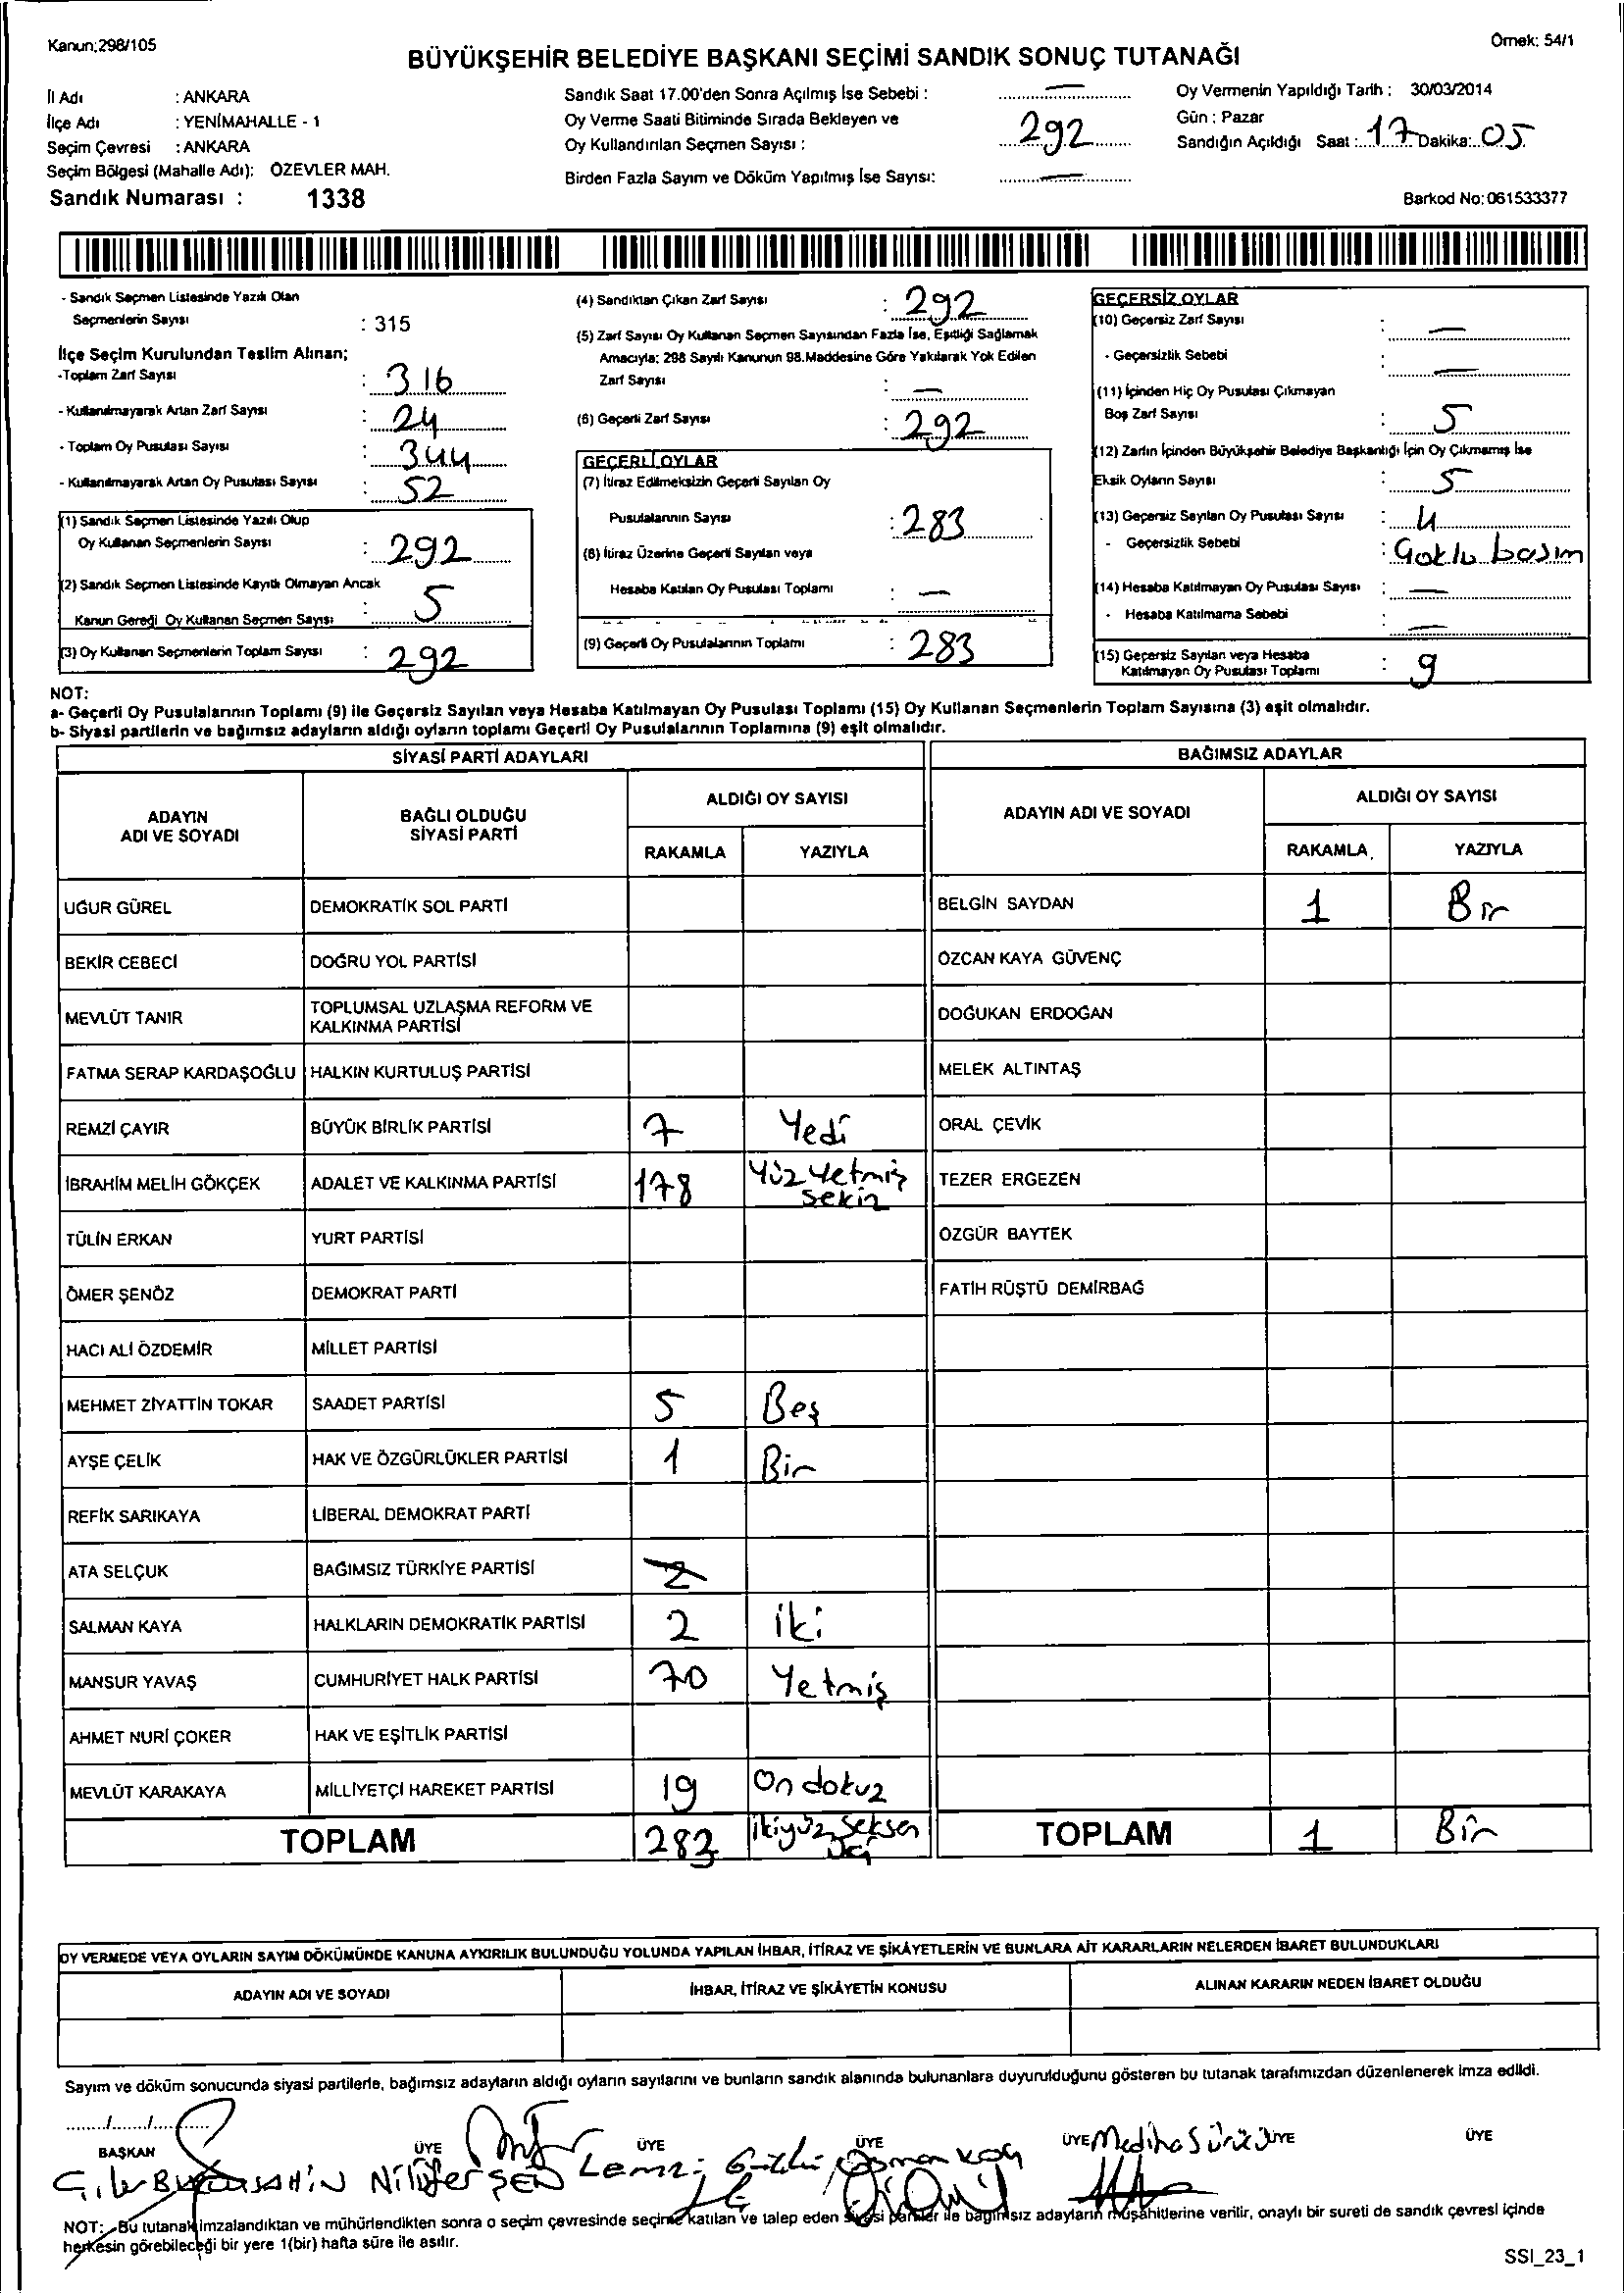 Kanun:298/105
Örnek: 54/1
BÜYÜKŞEHİR BELEDİYE BAŞKANI SEÇİMİ SANDIK SONUÇ TUTANAĞI
İl Adı : ANKARA
İlçe Adı : YENİMAHALLE - 1
Seçim Çevresi : ANKARA
Seçim Bölgesi (Mahalle Adı): ÖZEVLER MAH.
Sandık Numarası : 1338
Sandık Saat 17.00'den Sonra Açılmış İse Sebebi : —
Oy Verme Saati Bitiminde Sırada Bekleyen ve
Oy Kullandırılan Seçmen Sayısı : 292
Birden Fazla Sayım ve Döküm Yapılmış İse Sayısı: —
Oy Vermenin Yapıldığı Tarih : 30/03/2014
Gün : Pazar
Sandığın Açıldığı Saat : 17 Dakika: 05
Barkod No: 061533377
- Sandık Seçmen Listesinde Yazılı Olan
Seçmenlerin Sayısı : 315
İlçe Seçim Kurulundan Teslim Alınan;
-Toplam Zarf Sayısı : 316
- Kullanılmayarak Artan Zarf Sayısı : 24
- Toplam Oy Pusulası Sayısı : 344
- Kullanılmayarak Artan Oy Pusulası Sayısı : 52
(1) Sandık Seçmen Listesinde Yazılı Olup
Oy Kullanan Seçmenlerin Sayısı : 292
(2) Sandık Seçmen Listesinde Kayıtlı Olmayan Ancak
Kanun Gereği Oy Kullanan Seçmen Sayısı : 5
(3) Oy Kullanan Seçmenlerin Toplam Sayısı : 292
(4) Sandıktan Çıkan Zarf Sayısı : 292
(5) Zarf Sayısı Oy Kullanan Seçmen Sayısından Fazla İse, Eşitliği Sağlamak
Amacıyla; 298 Sayılı Kanunun 98.Maddesine Göre Yakılarak Yok Edilen
Zarf Sayısı : —
(6) Geçerli Zarf Sayısı : 292
GEÇERLİ OYLAR
(7) İtiraz Edilmeksizin Geçerli Sayılan Oy
Pusulalarının Sayısı : 283
(8) İtiraz Üzerine Geçerli Sayılan veya
Hesaba Katılan Oy Pusulası Toplamı : —
(9) Geçerli Oy Pusulalarının Toplamı : 283
GEÇERSİZ OYLAR
(10) Geçersiz Zarf Sayısı : —
- Geçersizlik Sebebi : —
(11) İçinden Hiç Oy Pusulası Çıkmayan
Boş Zarf Sayısı : 5
(12) Zarfın İçinden Büyükşehir Belediye Başkanlığı İçin Oy Çıkmamış İse
Eksik Oyların Sayısı : 5
(13) Geçersiz Sayılan Oy Pusulası Sayısı : 4
- Geçersizlik Sebebi : Çoklu basım
(14) Hesaba Katılmayan Oy Pusulası Sayısı : —
- Hesaba Katılmama Sebebi : —
(15) Geçersiz Sayılan veya Hesaba
Katılmayan Oy Pusulası Toplamı : 9
NOT:
a- Geçerli Oy Pusulalarının Toplamı (9) ile Geçersiz Sayılan veya Hesaba Katılmayan Oy Pusulası Toplamı (15) Oy Kullanan Seçmenlerin Toplam Sayısına (3) eşit olmalıdır.
b- Siyasi partilerin ve bağımsız adayların aldığı oyların toplamı Geçerli Oy Pusulalarının Toplamına (9) eşit olmalıdır.
SİYASİ PARTİ ADAYLARI
ADAYIN ADI VE SOYADI
BAĞLI OLDUĞU SİYASİ PARTİ
ALDIĞI OY SAYISI
RAKAMLA YAZIYLA
UĞUR GÜREL DEMOKRATİK SOL PARTİ
BEKİR CEBECİ DOĞRU YOL PARTİSİ
MEVLÜT TANIR TOPLUMSAL UZLAŞMA REFORM VE KALKINMA PARTİSİ
FATMA SERAP KARDAŞOĞLU HALKIN KURTULUŞ PARTİSİ
REMZİ ÇAYIR BÜYÜK BİRLİK PARTİSİ 7 Yedi
İBRAHİM MELİH GÖKÇEK ADALET VE KALKINMA PARTİSİ 178 Yüz Yetmiş Sekiz
TÜLİN ERKAN YURT PARTİSİ
ÖMER ŞENÖZ DEMOKRAT PARTİ
HACI ALİ ÖZDEMİR MİLLET PARTİSİ
MEHMET ZİYATTİN TOKAR SAADET PARTİSİ 5 Beş
AYŞE ÇELİK HAK VE ÖZGÜRLÜKLER PARTİSİ 1 Bir
REFİK SARIKAYA LİBERAL DEMOKRAT PARTİ
ATA SELÇUK BAĞIMSIZ TÜRKİYE PARTİSİ 2
SALMAN KAYA HALKLARIN DEMOKRATİK PARTİSİ 2 İki
MANSUR YAVAŞ CUMHURİYET HALK PARTİSİ 70 Yetmiş
AHMET NURİ ÇÖKER HAK VE EŞİTLİK PARTİSİ
MEVLÜT KARAKAYA MİLLİYETÇİ HAREKET PARTİSİ 19 On dokuz
TOPLAM 283 İkiyüz Seksen Üç
BAĞIMSIZ ADAYLAR
ADAYIN ADI VE SOYADI
ALDIĞI OY SAYISI
RAKAMLA YAZIYLA
BELGİN SAYDAN 1 Bir
ÖZCAN KAYA GÜVENÇ
DOĞUKAN ERDOĞAN
MELEK ALTINTAŞ
ORAL ÇEVİK
TEZER ERGEZEN
ÖZGÜR BAYTEK
FATİH RÜŞTÜ DEMİRBAĞ
TOPLAM 1 Bir
OY VERMEDE VEYA OYLARIN SAYIM DÖKÜMÜNDE KANUNA AYKIRILIK BULUNDUĞU YOLUNDA YAPILAN İHBAR, İTİRAZ VE ŞİKÂYETLERİN VE BUNLARA AİT KARARLARIN NELERDEN İBARET BULUNDUKLARI
ADAYIN ADI VE SOYADI
İHBAR, İTİRAZ VE ŞİKÂYETİN KONUSU
ALINAN KARARIN NEDEN İBARET OLDUĞU
Sayım ve döküm sonucunda siyasi partilerle, bağımsız adayların aldığı oyların sayılarını ve bunların sandık alanında bulunanlara duyurulduğunu gösteren bu tutanak tarafımızdan düzenlenerek imza edildi.
....../....../......
BAŞKAN ÜYE ÜYE ÜYE ÜYE ÜYE ÜYE
Nilüfer ŞEN Osman Koç Mediha Sürücü
NOT: Bu tutanak imzalandıktan ve mühürlendikten sonra o seçim çevresinde seçime katılan ve talep eden siyasi partiler ile bağımsız adayların müşahitlerine verilir, onaylı bir sureti de sandık çevresi içinde
herkesin görebileceği bir yere 1(bir) hafta süre ile asılır.
SSI_23_1